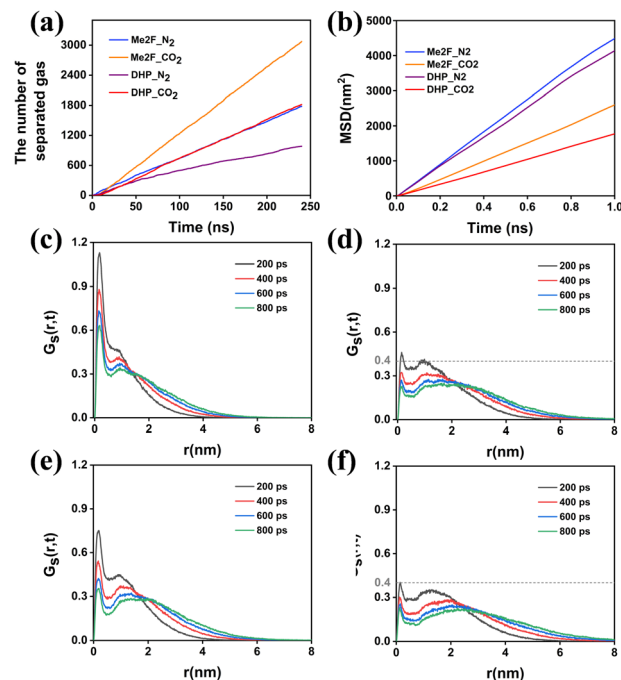 (a)
The number of
separated gas
3000
2400
1800
1200
600
0
Me2F_N2
Me2F_CO2
DHP_N2
DHP_CO2
0 50 100 150 200 250
Time (ns)
(b)
MSD(nm²)
5000
4000
3000
2000
1000
0
Me2F_N2
Me2F_CO2
DHP_N2
DHP_CO2
0.0 0.2 0.4 0.6 0.8 1.0
Time (ns)
(c)
Gs(r,t)
1.2
0.9
0.6
0.3
0.0
200 ps
400 ps
600 ps
800 ps
0 2 4 6 8
r(nm)
(d)
Gs(r,t)
1.2
0.9
0.6
0.4
0.3
0.0
200 ps
400 ps
600 ps
800 ps
0 2 4 6 8
r(nm)
(e)
Gs(r,t)
1.2
0.9
0.6
0.3
0.0
200 ps
400 ps
600 ps
800 ps
0 2 4 6 8
r(nm)
(f)
1.2
0.9
0.6
0.4
0.3
0.0
200 ps
400 ps
600 ps
800 ps
0 2 4 6 8
r(nm)